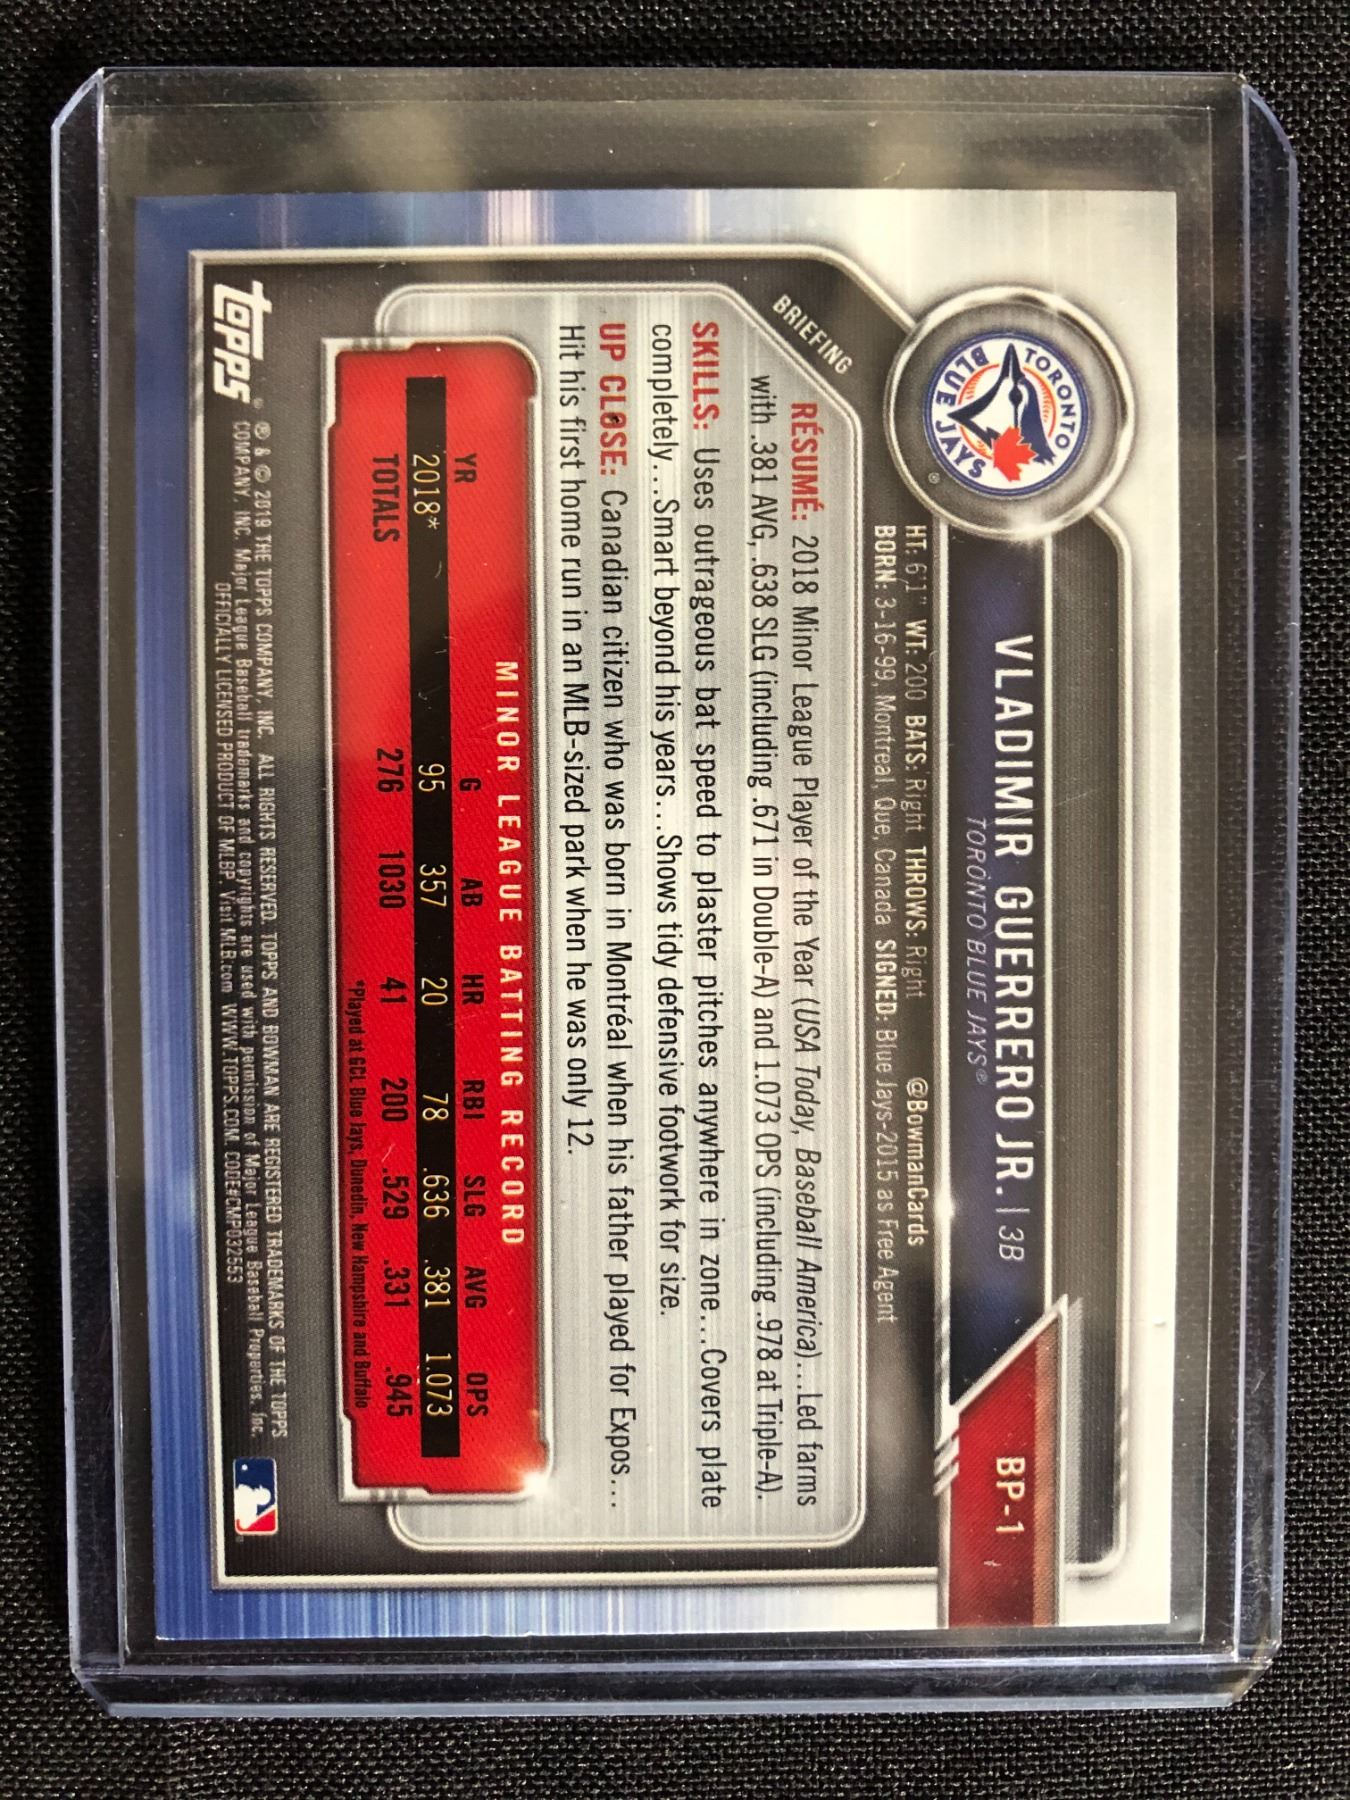 TORONTO
BLUE JAYS
®
VLADIMIR GUERRERO JR. | 3B
BP-1
TORONTO BLUE JAYS®
HT: 6'1" WT: 200 BATS: Right THROWS: Right @BowmanCards
BORN: 3-16-99, Montreal, Que, Canada SIGNED: Blue Jays-2015 as Free Agent
BRIEFING
RÉSUMÉ: 2018 Minor League Player of the Year (USA Today, Baseball America)...Led farms
with .381 AVG, .638 SLG (including .671 in Double-A) and 1.073 OPS (including .978 at Triple-A).
SKILLS: Uses outrageous bat speed to plaster pitches anywhere in zone...Covers plate
completely...Smart beyond his years...Shows tidy defensive footwork for size.
UP CLOSE: Canadian citizen who was born in Montréal when his father played for Expos...
Hit his first home run in an MLB-sized park when he was only 12.
MINOR LEAGUE BATTING RECORD
YR G AB HR RBI SLG AVG OPS
2018* 95 357 20 78 .636 .381 1.073
TOTALS 276 1030 41 200 .529 .331 .945
*Played at GCL Blue Jays, Dunedin, New Hampshire and Buffalo
topps
® & © 2019 THE TOPPS COMPANY, INC. ALL RIGHTS RESERVED. TOPPS AND BOWMAN ARE REGISTERED TRADEMARKS OF THE TOPPS
COMPANY, INC. Major League Baseball trademarks and copyrights are used with permission of Major League Baseball Properties, Inc.
OFFICIALLY LICENSED PRODUCT OF MLBP. Visit MLB.com WWW.TOPPS.COM. CODE#CMP032553